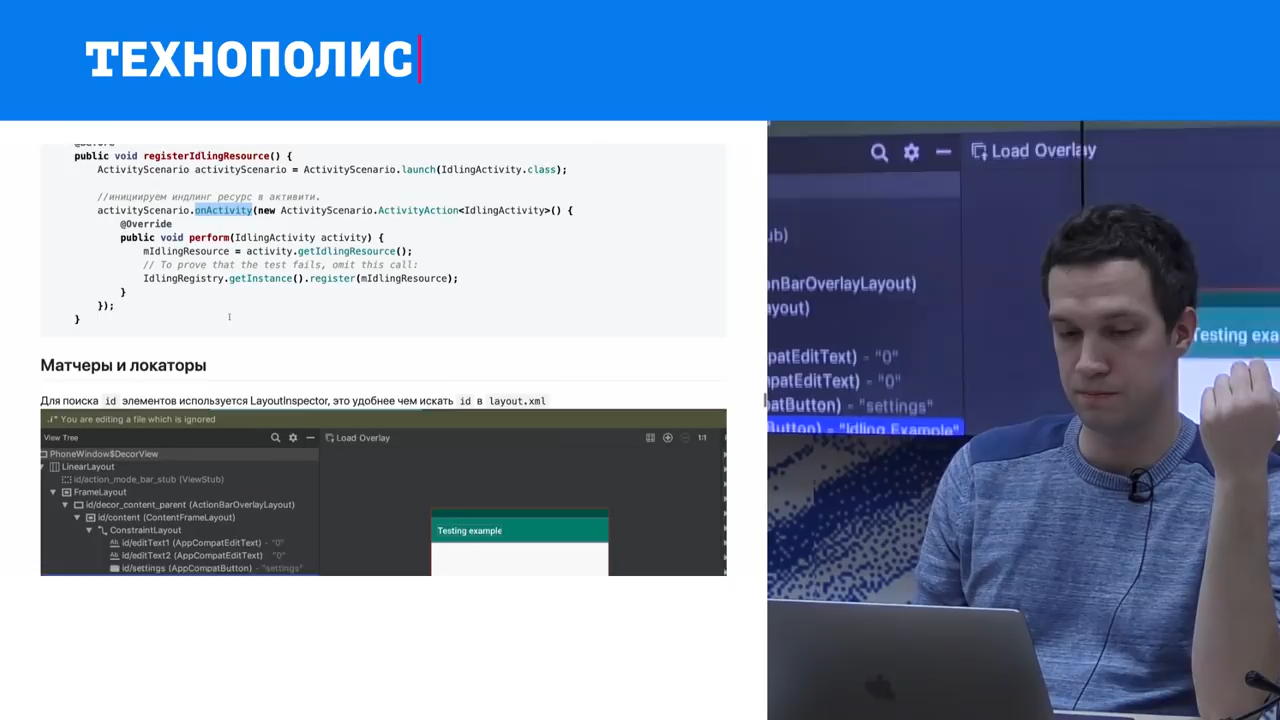 ТЕХНОПОЛИС
@Before
public void registerIdlingResource() {
ActivityScenario activityScenario = ActivityScenario.launch(IdlingActivity.class);
//инициируем индлинг ресурс в активити.
activityScenario.onActivity(new ActivityScenario.ActivityAction<IdlingActivity>() {
@Override
public void perform(IdlingActivity activity) {
mIdlingResource = activity.getIdlingResource();
// To prove that the test fails, omit this call:
IdlingRegistry.getInstance().register(mIdlingResource);
}
});
}
Матчеры и локаторы
Для поиска id элементов используется LayoutInspector, это удобнее чем искать id в layout.xml
.i* You are editing a file which is ignored
View Tree
Load Overlay
1:1
PhoneWindow$DecorView
LinearLayout
id/action_mode_bar_stub (ViewStub)
FrameLayout
id/decor_content_parent (ActionBarOverlayLayout)
id/content (ContentFrameLayout)
ConstraintLayout
Ab id/editText1 (AppCompatEditText) - "0"
Ab id/editText2 (AppCompatEditText) "0"
id/settings (AppCompatButton) - "settings"
Testing example
Load Overlay
ub)
nBarOverlayLayout)
ayout)
patEditText) - "0"
patEditText) - "0"
atButton) - "settings"
Button) - "Idling Example"
Testing exa